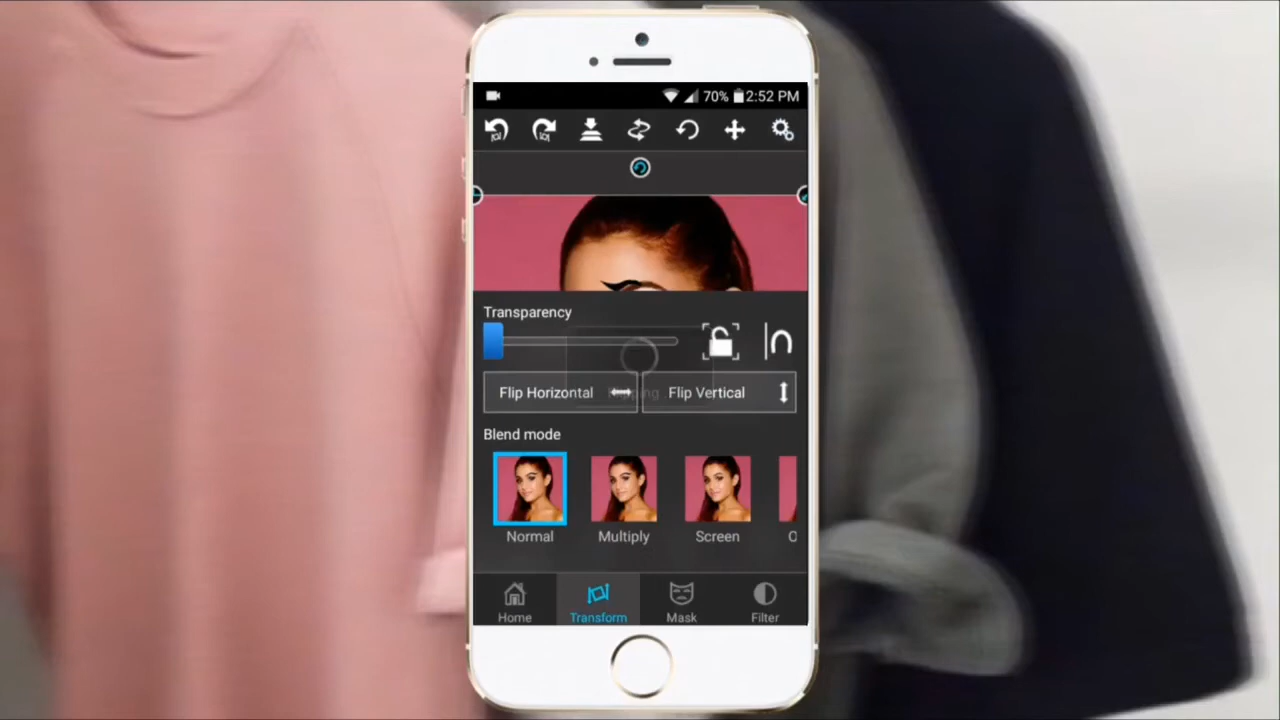 70% 2:52 PM
Transparency
Flip Horizontal
Flip Vertical
Blend mode
Normal
Multiply
Screen
Home
Transform
Mask
Filter